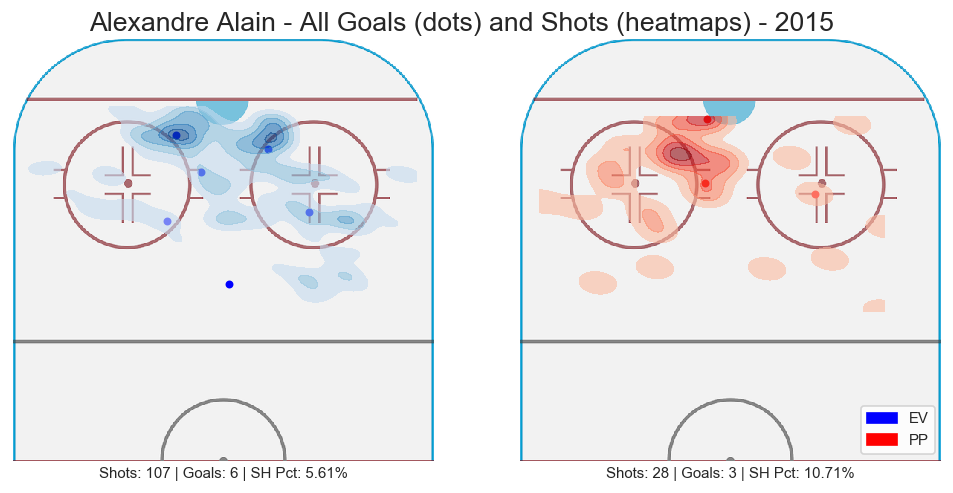 Alexandre Alain - All Goals (dots) and Shots (heatmaps) - 2015
EV
PP
Shots: 107 | Goals: 6 | SH Pct: 5.61%
Shots: 28 | Goals: 3 | SH Pct: 10.71%